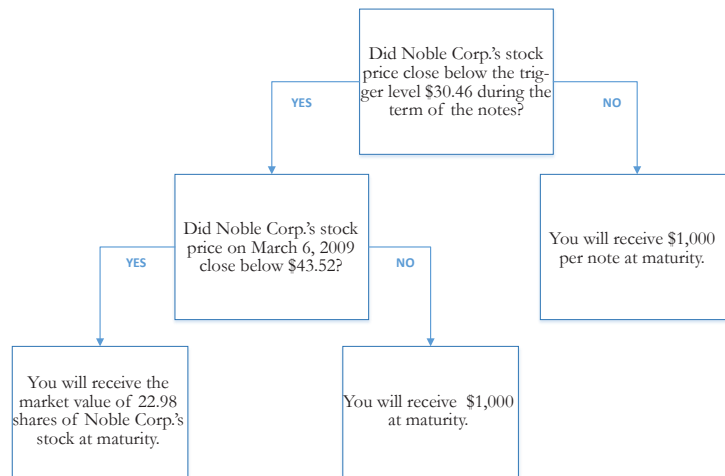 Did Noble Corp.'s stock
price close below the trig-
ger level $30.46 during the
term of the notes?
YES
NO
Did Noble Corp.'s stock
price on March 6, 2009
close below $43.52?
You will receive $1,000
per note at maturity.
YES
NO
You will receive the
market value of 22.98
shares of Noble Corp.'s
stock at maturity.
You will receive $1,000
at maturity.